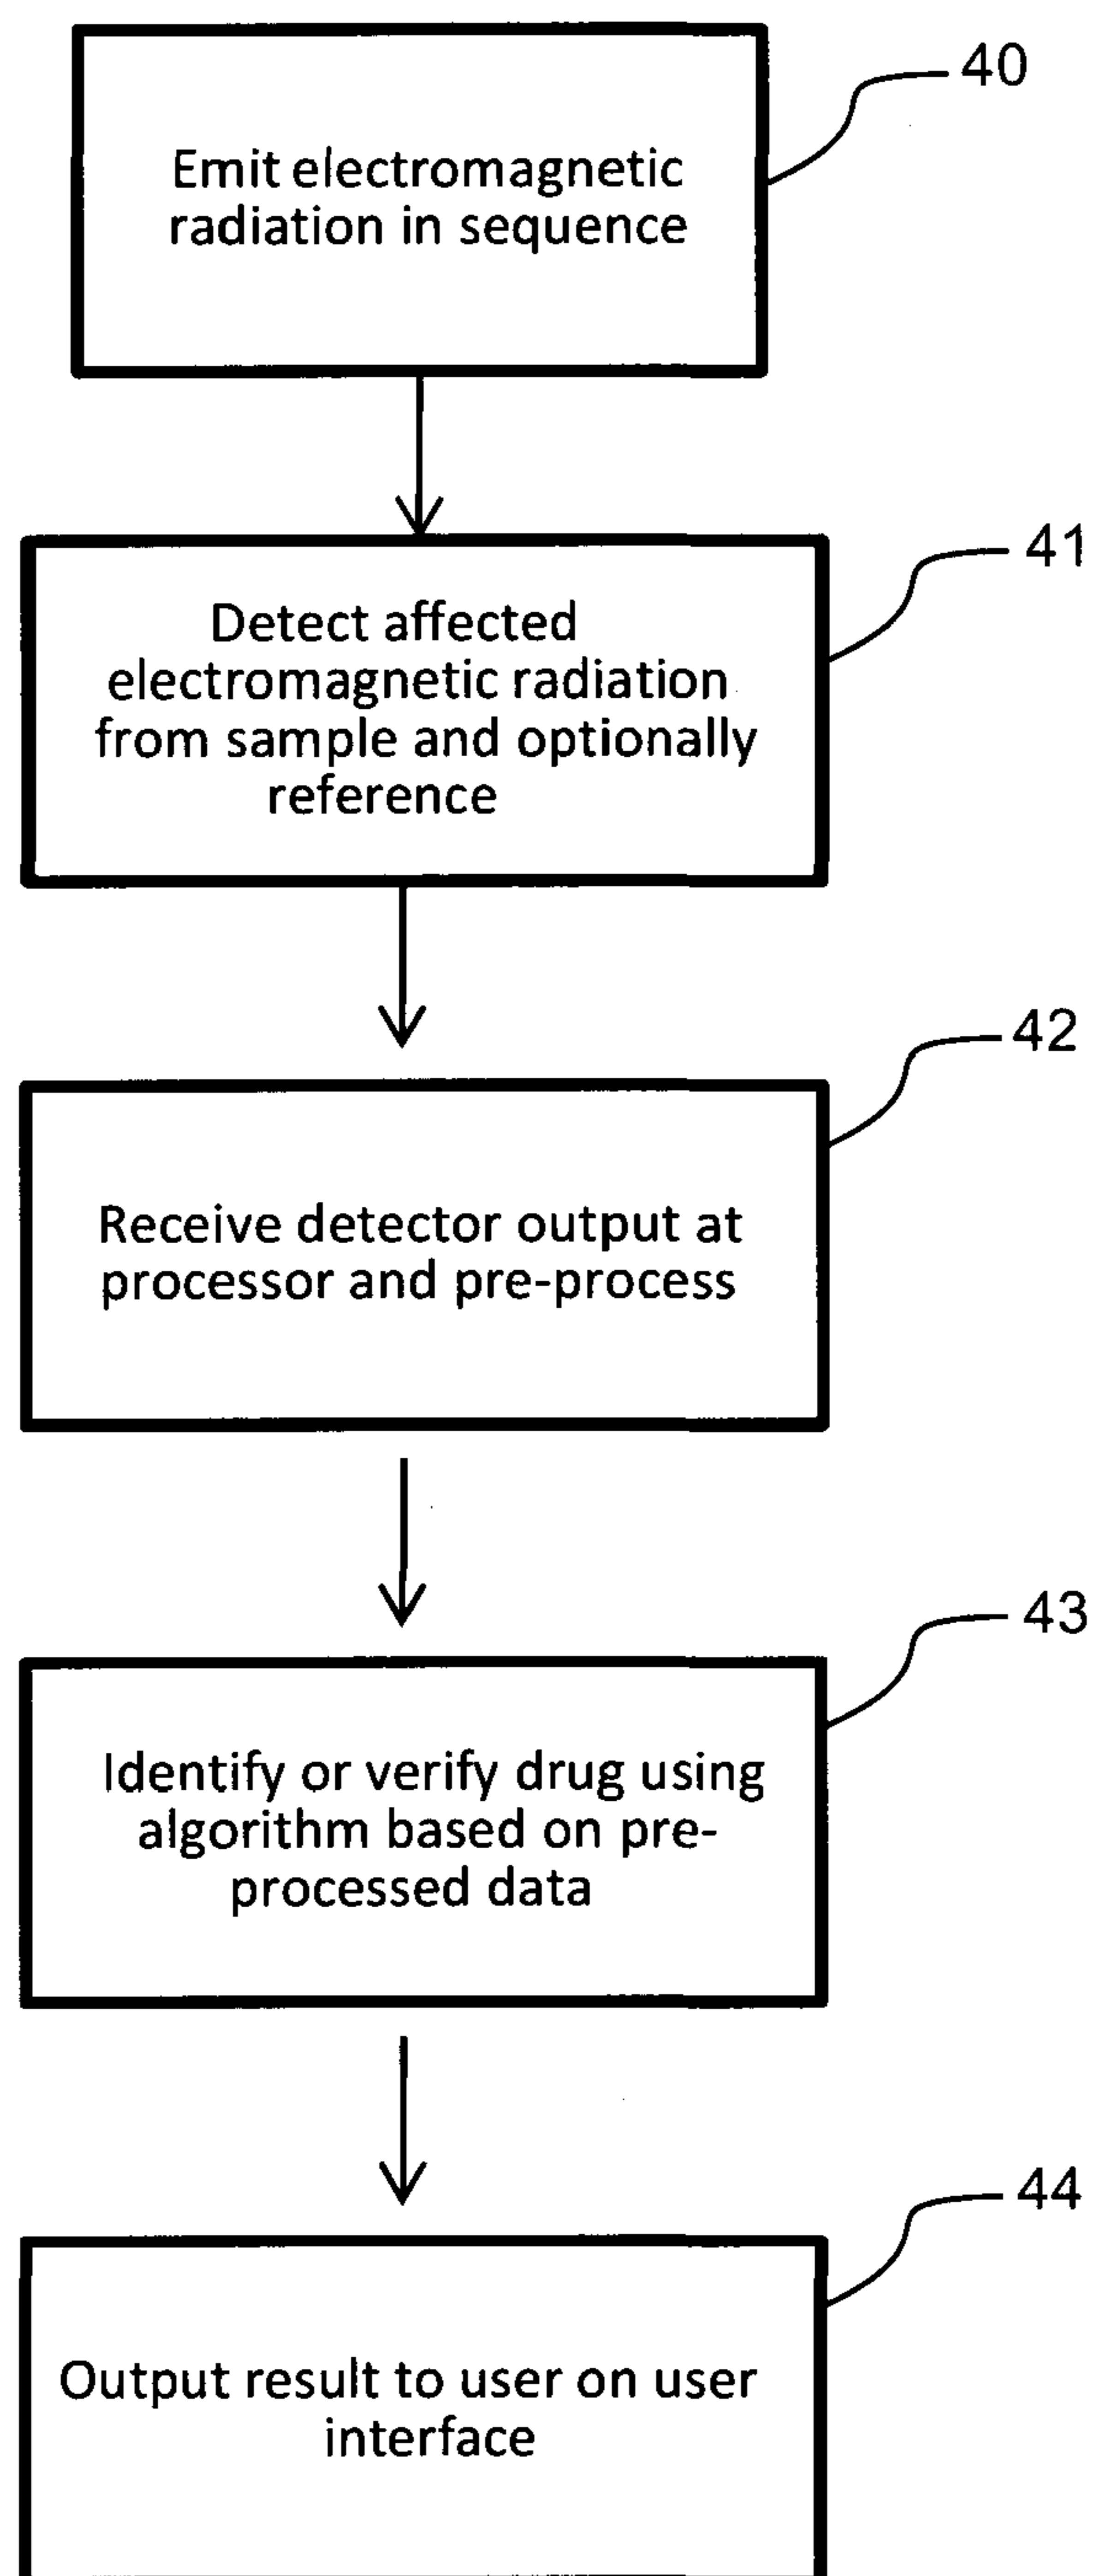 40
Emit electromagnetic
radiation in sequence
41
Detect affected
electromagnetic radiation
from sample and optionally
reference
42
Receive detector output at
processor and pre-process
43
Identify or verify drug using
algorithm based on pre-
processed data
44
Output result to user on user
interface